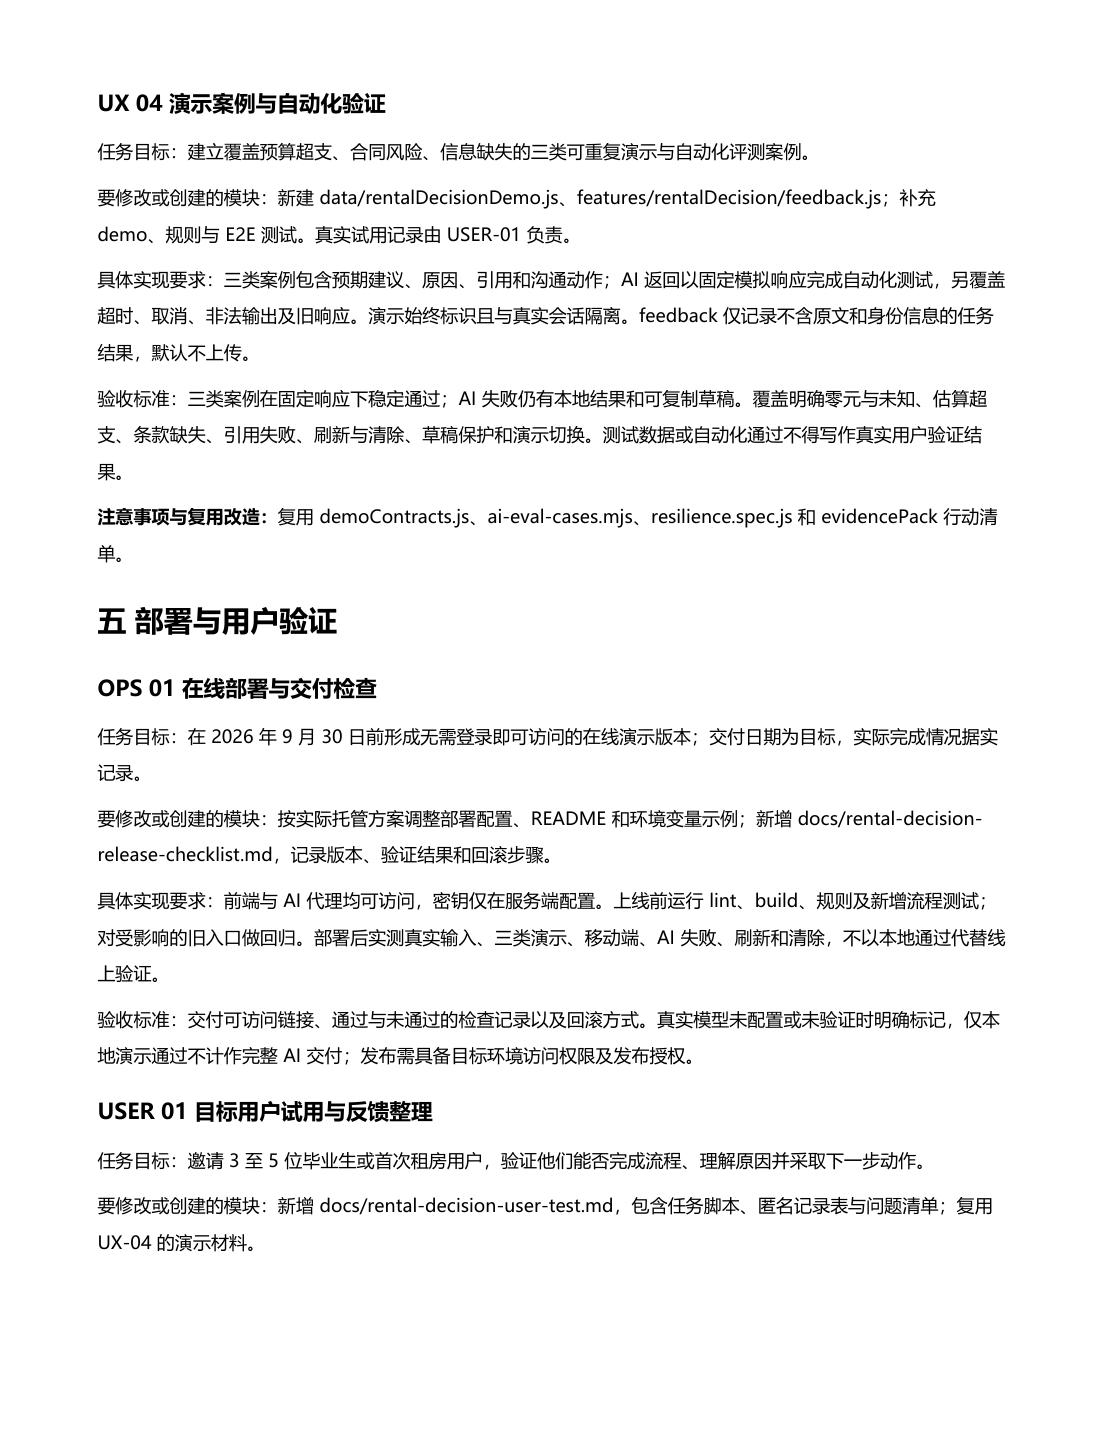 UX 04 演示案例与自动化验证
任务目标：建立覆盖预算超支、合同风险、信息缺失的三类可重复演示与自动化评测案例。
要修改或创建的模块：新建 data/rentalDecisionDemo.js、features/rentalDecision/feedback.js；补充
demo、规则与 E2E 测试。真实试用记录由 USER-01 负责。
具体实现要求：三类案例包含预期建议、原因、引用和沟通动作；AI 返回以固定模拟响应完成自动化测试，另覆盖
超时、取消、非法输出及旧响应。演示始终标识且与真实会话隔离。feedback 仅记录不含原文和身份信息的任务
结果，默认不上传。
验收标准：三类案例在固定响应下稳定通过；AI 失败仍有本地结果和可复制草稿。覆盖明确零元与未知、估算超
支、条款缺失、引用失败、刷新与清除、草稿保护和演示切换。测试数据或自动化通过不得写作真实用户验证结
果。
注意事项与复用改造：复用 demoContracts.js、ai-eval-cases.mjs、resilience.spec.js 和 evidencePack 行动清
单。
五 部署与用户验证
OPS 01 在线部署与交付检查
任务目标：在 2026 年 9 月 30 日前形成无需登录即可访问的在线演示版本；交付日期为目标，实际完成情况据实
记录。
要修改或创建的模块：按实际托管方案调整部署配置、README 和环境变量示例；新增 docs/rental-decision-
release-checklist.md，记录版本、验证结果和回滚步骤。
具体实现要求：前端与 AI 代理均可访问，密钥仅在服务端配置。上线前运行 lint、build、规则及新增流程测试；
对受影响的旧入口做回归。部署后实测真实输入、三类演示、移动端、AI 失败、刷新和清除，不以本地通过代替线
上验证。
验收标准：交付可访问链接、通过与未通过的检查记录以及回滚方式。真实模型未配置或未验证时明确标记，仅本
地演示通过不计作完整 AI 交付；发布需具备目标环境访问权限及发布授权。
USER 01 目标用户试用与反馈整理
任务目标：邀请 3 至 5 位毕业生或首次租房用户，验证他们能否完成流程、理解原因并采取下一步动作。
要修改或创建的模块：新增 docs/rental-decision-user-test.md，包含任务脚本、匿名记录表与问题清单；复用
UX-04 的演示材料。